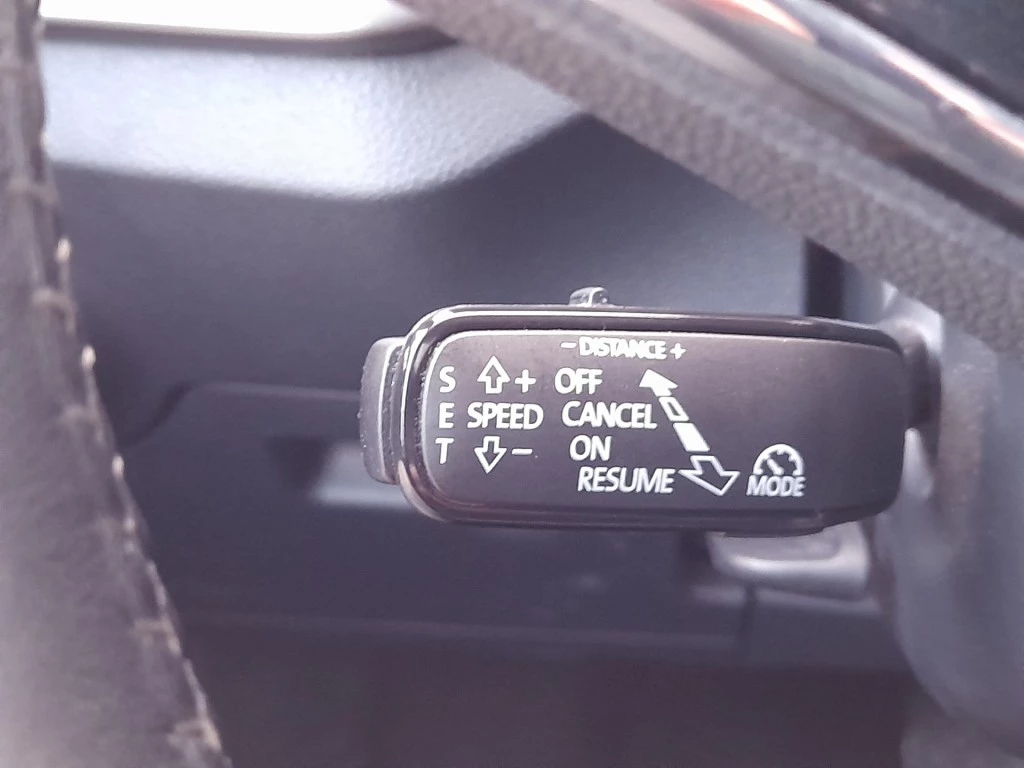 - DISTANCE +
S + OFF
E SPEED CANCEL
T - ON
RESUME MODE